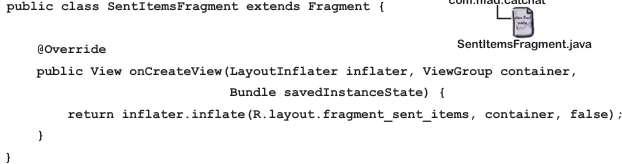 public class SentItemsFragment extends Fragment {
com.hfad.catchat
SentItemsFragment.java
@Override
public View onCreateView(LayoutInflater inflater, ViewGroup container,
Bundle savedInstanceState) {
return inflater.inflate(R.layout.fragment_sent_items, container, false);
}
}